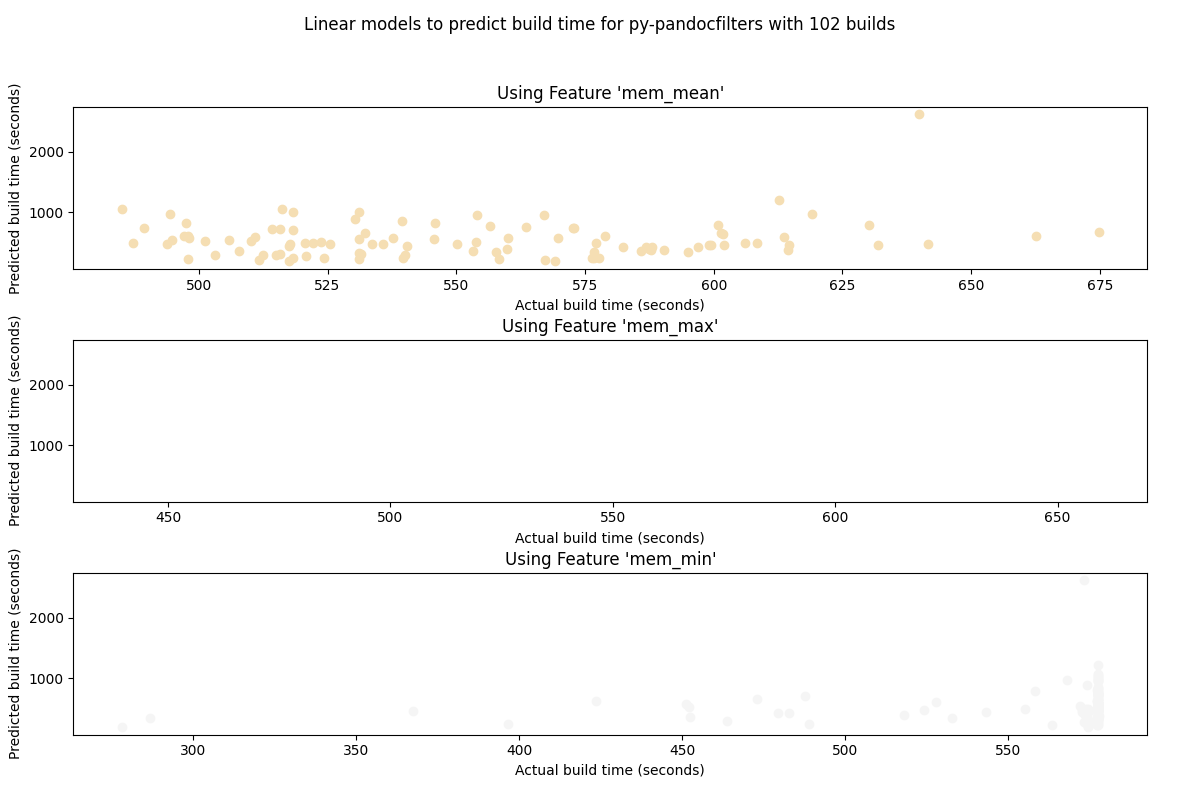 Linear models to predict build time for py-pandocfilters with 102 builds
Using Feature 'mem_mean'
Predicted build time (seconds)
2000
1000
500
525
550
575
600
625
650
675
Actual build time (seconds)
Using Feature 'mem_max'
Predicted build time (seconds)
2000
1000
450
500
550
600
650
Actual build time (seconds)
Using Feature 'mem_min'
Predicted build time (seconds)
2000
1000
300
350
400
450
500
550
Actual build time (seconds)